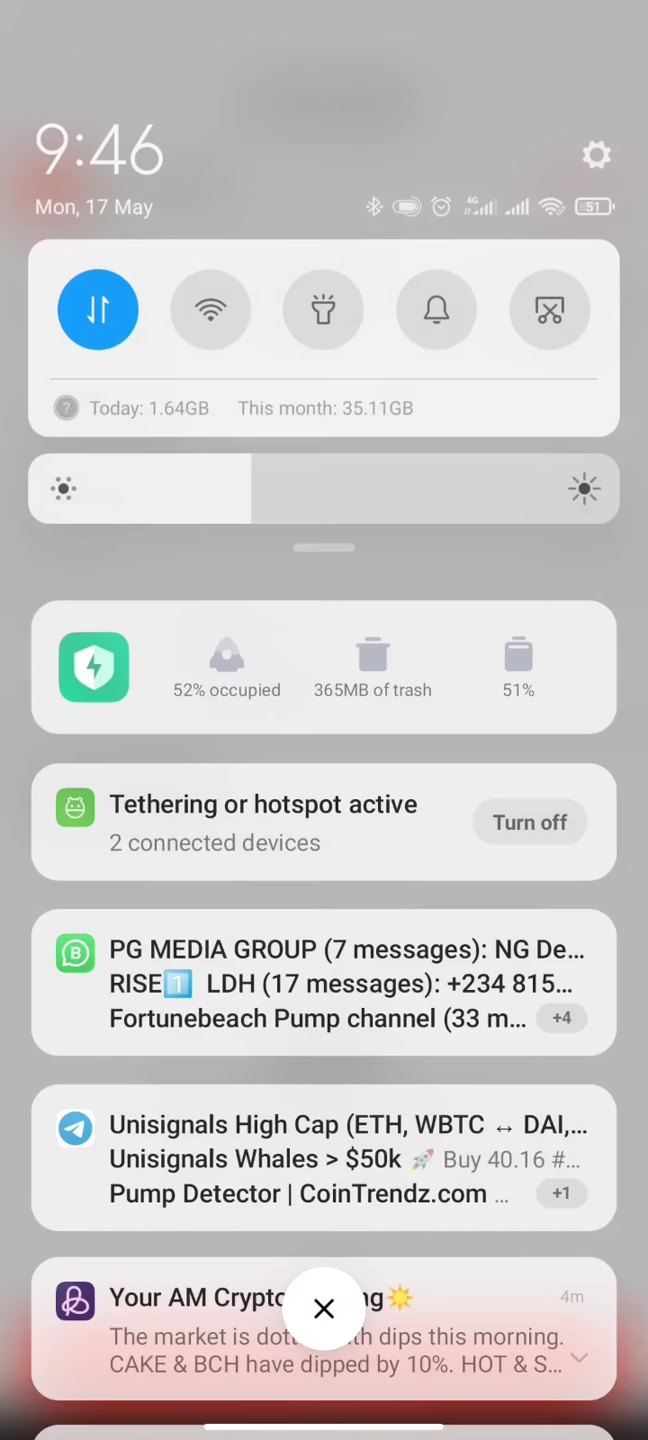 9:46
Mon, 17 May
4G
51
Today: 1.64GB This month: 35.11GB
52% occupied
365MB of trash
51%
Tethering or hotspot active
2 connected devices
Turn off
PG MEDIA GROUP (7 messages): NG De...
RISE1️⃣ LDH (17 messages): +234 815...
Fortunebeach Pump channel (33 m... +4
Unisignals High Cap (ETH, WBTC ↔ DAI,...
Unisignals Whales > $50k 🚀 Buy 40.16 #...
Pump Detector | CoinTrendz.com ... +1
Your AM Crypto ☀️ 4m
The market is dips this morning.
CAKE & BCH have dipped by 10%. HOT & S...